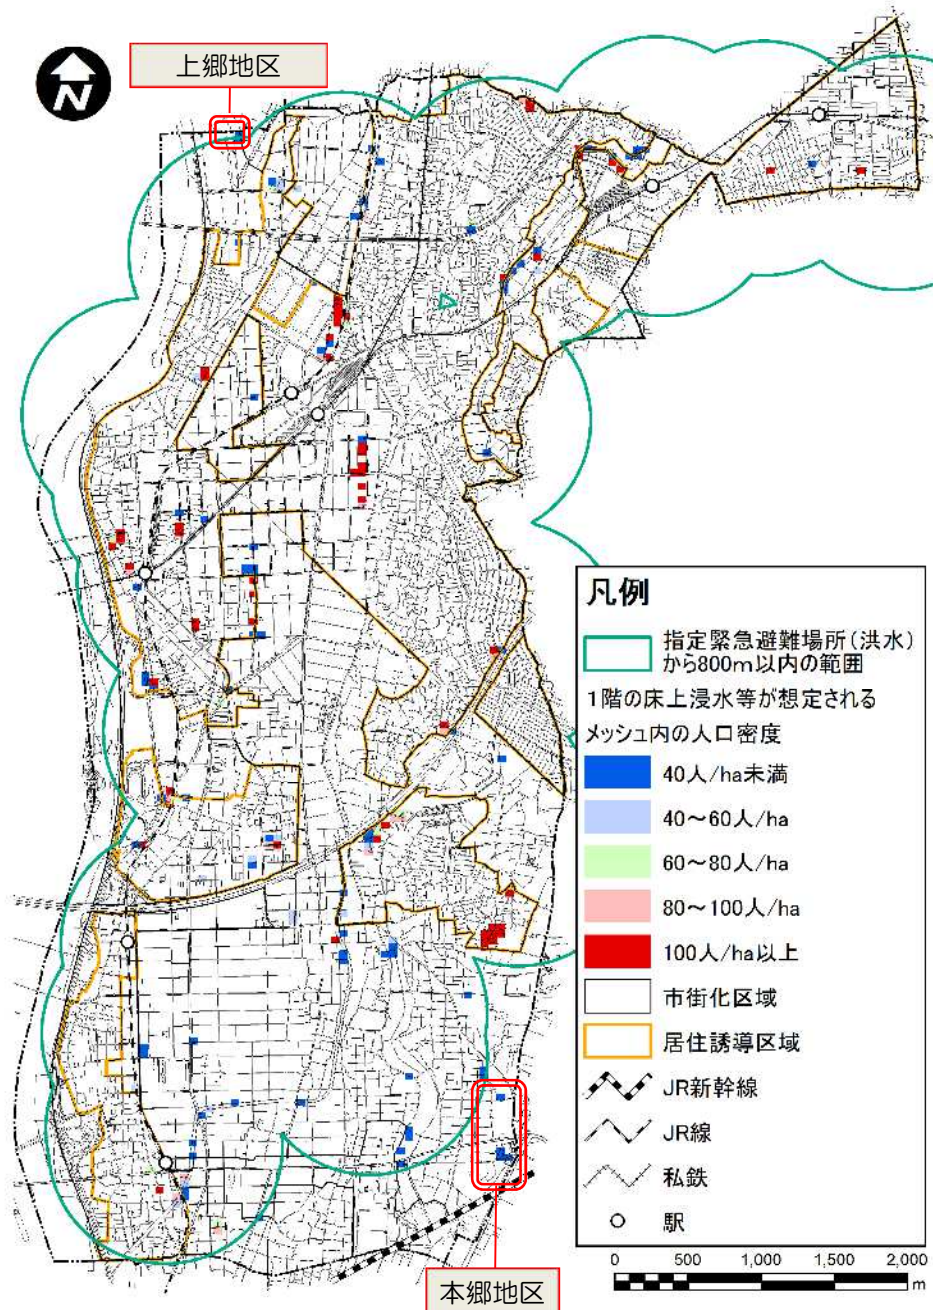 上郷地区
N
凡例
指定緊急避難場所(洪水)
から800m以内の範囲
1階の床上浸水等が想定される
メッシュ内の人口密度
40人/ha未満
40～60人/ha
60～80人/ha
80～100人/ha
100人/ha以上
市街化区域
居住誘導区域
JR新幹線
JR線
私鉄
駅
0 500 1,000 1,500 2,000
m
本郷地区